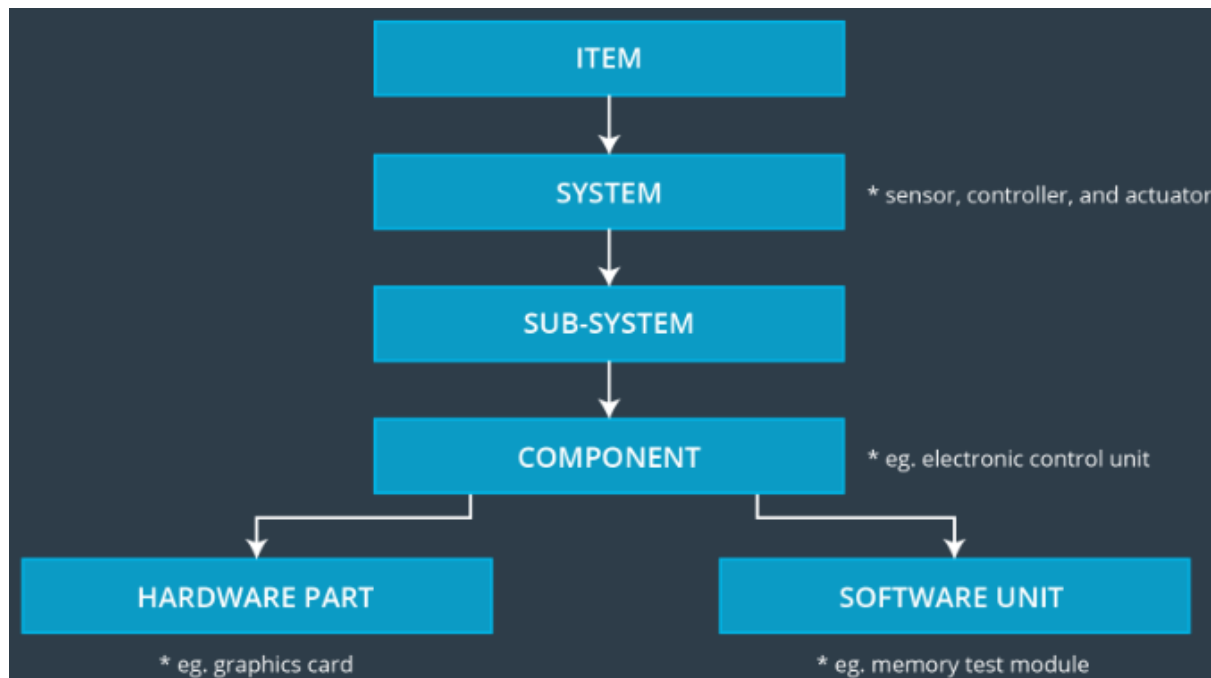 ITEM
SYSTEM
* sensor, controller, and actuator
SUB-SYSTEM
COMPONENT
* eg. electronic control unit
HARDWARE PART
SOFTWARE UNIT
* eg. graphics card
* eg. memory test module